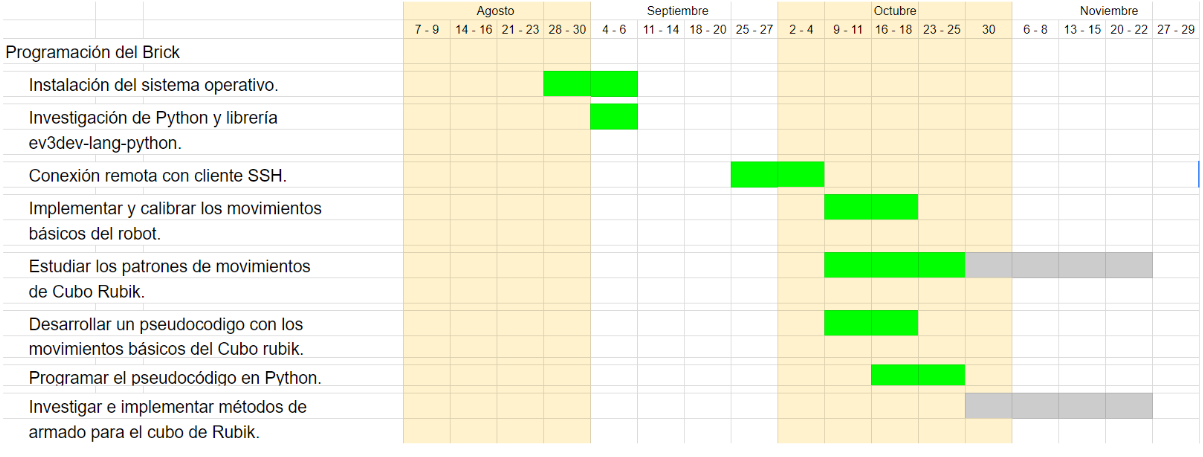 Agosto Septiembre Octubre Noviembre
7 - 9 14 - 16 21 - 23 28 - 30 4 - 6 11 - 14 18 - 20 25 - 27 2 - 4 9 - 11 16 - 18 23 - 25 30 6 - 8 13 - 15 20 - 22 27 - 29
Programación del Brick
Instalación del sistema operativo.
Investigación de Python y librería
ev3dev-lang-python.
Conexión remota con cliente SSH.
Implementar y calibrar los movimientos
básicos del robot.
Estudiar los patrones de movimientos
de Cubo Rubik.
Desarrollar un pseudocodigo con los
movimientos básicos del Cubo rubik.
Programar el pseudocódigo en Python.
Investigar e implementar métodos de
armado para el cubo de Rubik.